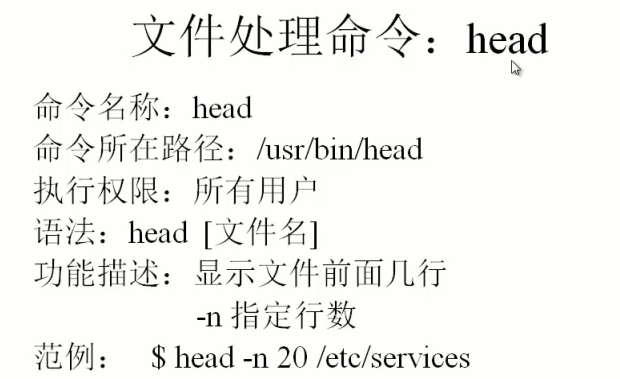 文件处理命令：head
命令名称：head
命令所在路径：/usr/bin/head
执行权限：所有用户
语法：head [文件名]
功能描述：显示文件前面几行
-n 指定行数
范例： $ head -n 20 /etc/services